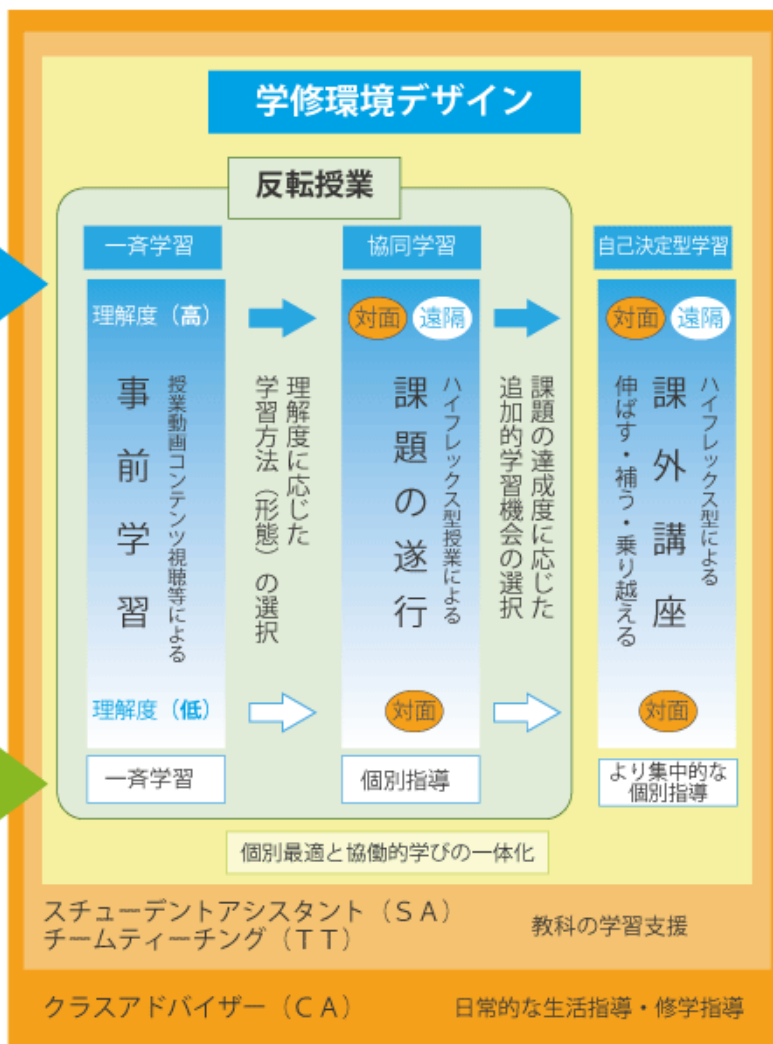 学修環境デザイン
反転授業
一斉学習
理解度（高）
授業動画コンテンツ視聴等による
事前学習
理解度（低）
一斉学習
理解度に応じた
学習方法（形態）の選択
協同学習
対面
遠隔
ハイフレックス型授業による
課題の遂行
対面
個別指導
課題の達成度に応じた
追加的学習機会の選択
自己決定型学習
対面
遠隔
ハイフレックス型による
課外講座
伸ばす・補う・乗り越える
対面
より集中的な
個別指導
個別最適と協働的学びの一体化
スチューデントアシスタント（ＳＡ）
チームティーチング（ＴＴ）
教科の学習支援
クラスアドバイザー（ＣＡ）
日常的な生活指導・修学指導